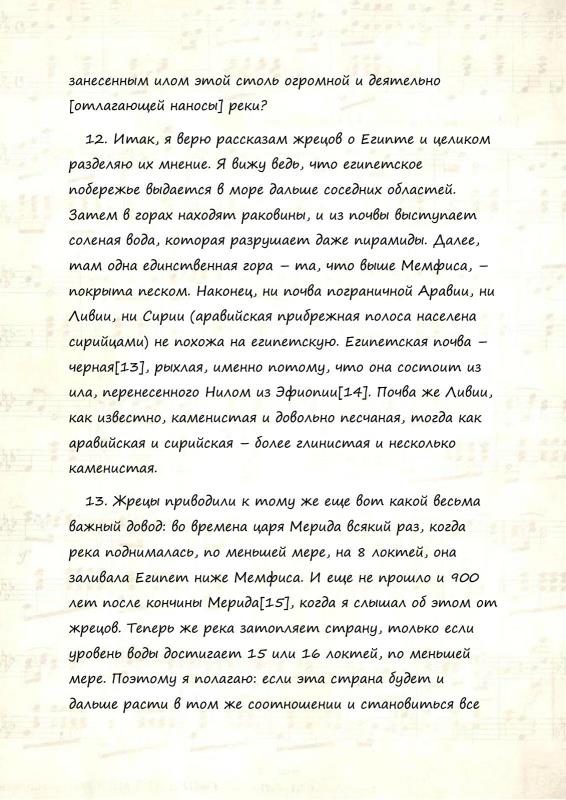 занесенным илом этой столь огромной и деятельно
[отлагающей наносы] реки?
12. Итак, я верю рассказам жрецов о Египте и целиком
разделяю их мнение. Я вижу ведь, что египетское
побережье выдается в море дальше соседних областей.
Затем в горах находят раковины, и из почвы выступает
соленая вода, которая разрушает даже пирамиды. Далее,
там одна единственная гора – та, что выше Мемфиса, –
покрыта песком. Наконец, ни почва пограничной Аравии, ни
Ливии, ни Сирии (аравийская прибрежная полоса населена
сирийцами) не похожа на египетскую. Египетская почва –
черная[13], рыхлая, именно потому, что она состоит из
ила, перенесенного Нилом из Эфиопии[14]. Почва же Ливии,
как известно, каменистая и довольно песчаная, тогда как
аравийская и сирийская – более глинистая и несколько
каменистая.
13. Жрецы приводили к тому же еще вот какой весьма
важный довод: во времена царя Мерида всякий раз, когда
река поднималась, по меньшей мере, на 8 локтей, она
заливала Египет ниже Мемфиса. И еще не прошло и 900
лет после кончины Мерида[15], когда я слышал об этом от
жрецов. Теперь же река затопляет страну, только если
уровень воды достигает 15 или 16 локтей, по меньшей
мере. Поэтому я полагаю: если эта страна будет и
дальше расти в том же соотношении и становиться все